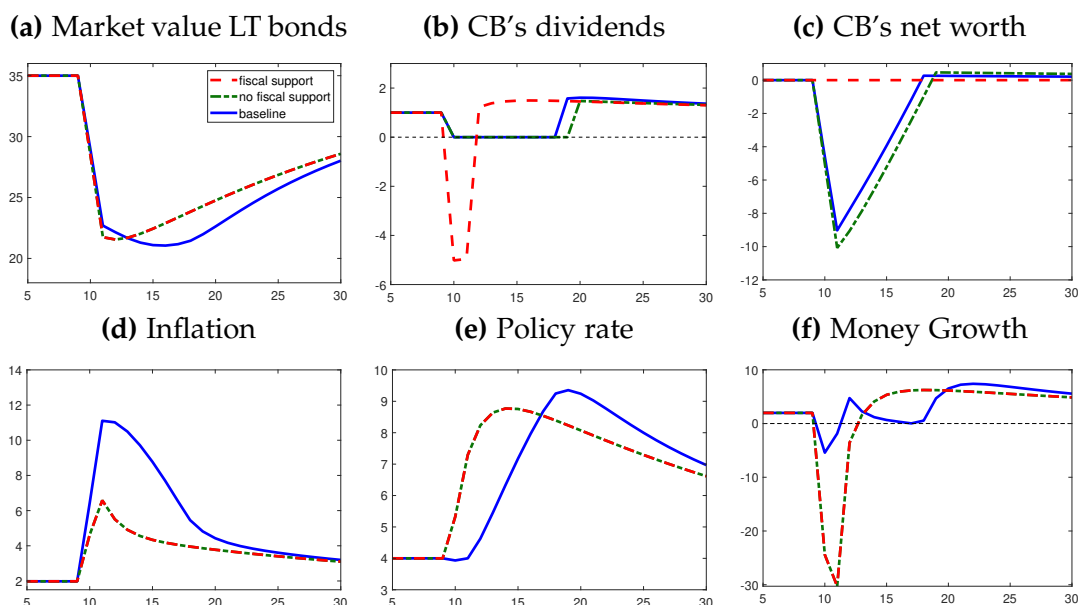 (a) Market value LT bonds
(b) CB's dividends
(c) CB's net worth
35
30
25
20
fiscal support
no fiscal support
baseline
5 10 15 20 25 30
2
0
-2
-4
-6
5 10 15 20 25 30
0
-2
-4
-6
-8
-10
-12
5 10 15 20 25 30
(d) Inflation
(e) Policy rate
(f) Money Growth
14
12
10
8
6
4
2
5 10 15 20 25 30
10
9
8
7
6
5
4
3
5 10 15 20 25 30
10
0
-10
-20
-30
5 10 15 20 25 30